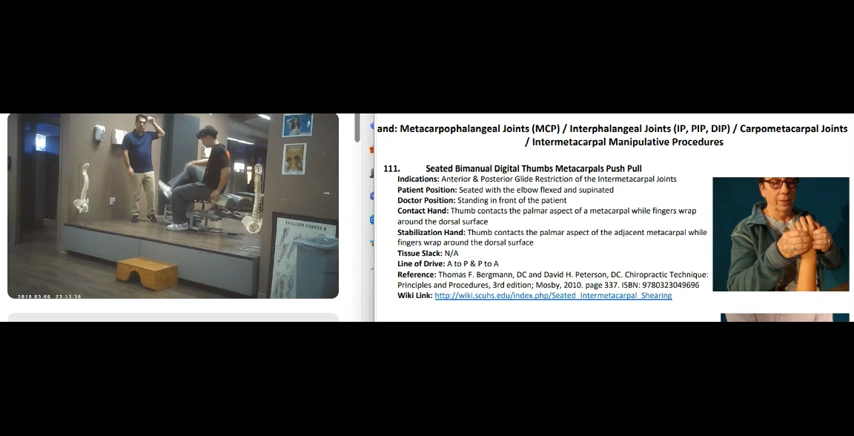 and: Metacarpophalangeal Joints (MCP) / Interphalangeal Joints (IP, PIP, DIP) / Carpometacarpal Joints
/ Intermetacarpal Manipulative Procedures
111. Seated Bimanual Digital Thumbs Metacarpals Push Pull
Indications: Anterior & Posterior Glide Restriction of the Intermetacarpal Joints
Patient Position: Seated with the elbow flexed and supinated
Doctor Position: Standing in front of the patient
Contact Hand: Thumb contacts the palmar aspect of a metacarpal while fingers wrap
around the dorsal surface
Stabilization Hand: Thumb contacts the palmar aspect of the adjacent metacarpal while
fingers wrap around the dorsal surface
Tissue Slack: N/A
Line of Drive: A to P & P to A
Reference: Thomas F. Bergmann, DC and David H. Peterson, DC. Chiropractic Technique:
Principles and Procedures, 3rd edition; Mosby, 2010. page 337. ISBN: 9780323049696
Wiki Link: http://wiki.scuhs.edu/index.php/Seated_Intermetacarpal_Shearing
TRIGGER POINTS II